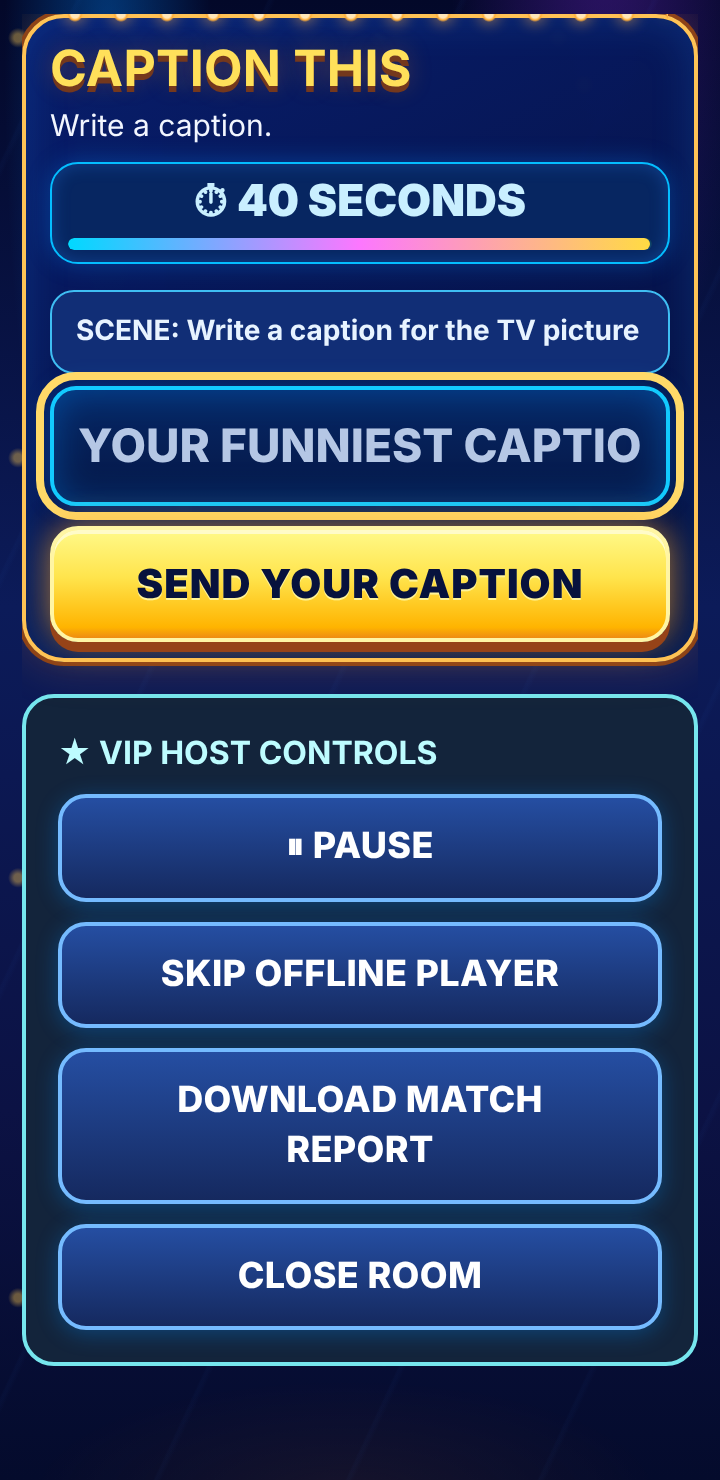 CAPTION THIS
Write a caption.
⏱ 40 SECONDS
SCENE: Write a caption for the TV picture
YOUR FUNNIEST CAPTIO
SEND YOUR CAPTION
★ VIP HOST CONTROLS
⏸ PAUSE
SKIP OFFLINE PLAYER
DOWNLOAD MATCH
REPORT
CLOSE ROOM